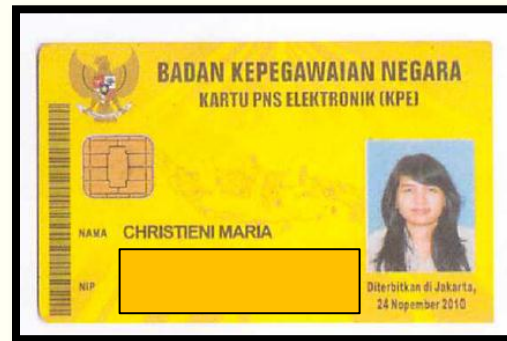 BADAN KEPEGAWAIAN NEGARA
KARTU PNS ELEKTRONIK (KPE)
NAMA CHRISTIENI MARIA
NIP
Diterbitkan di Jakarta,
24 Nopember 2010